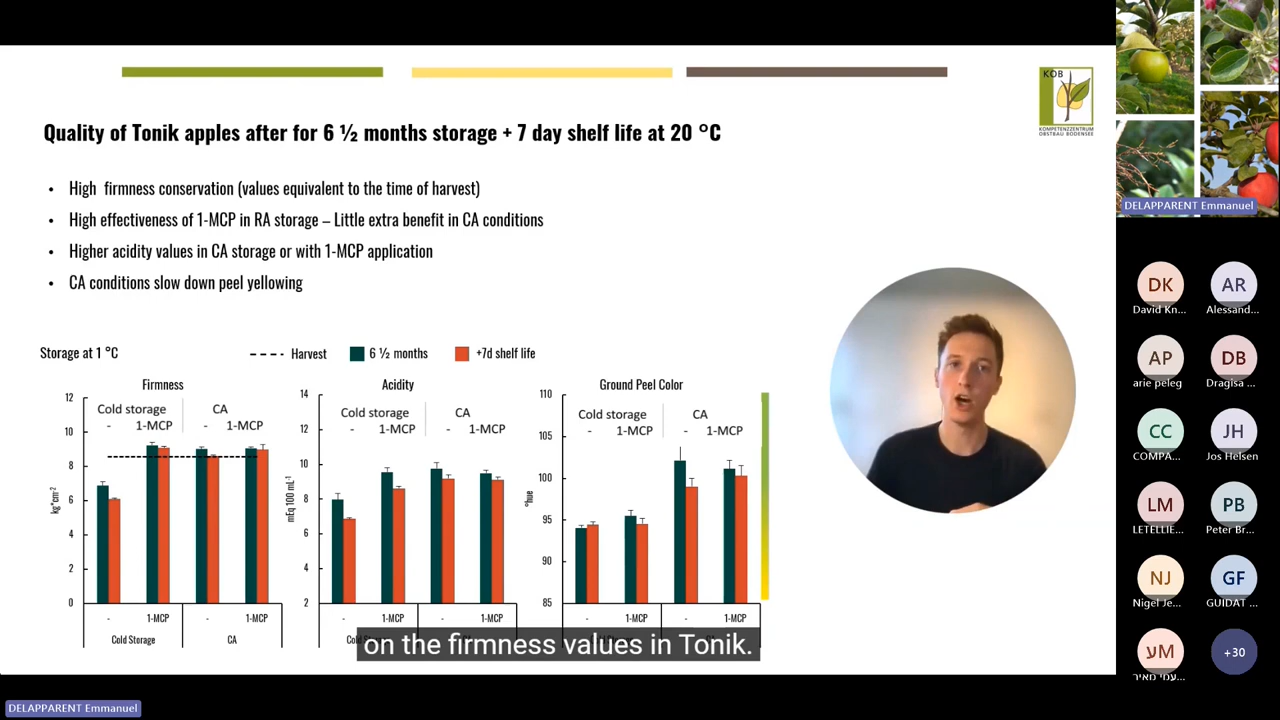 KOB
KOMPETENZZENTRUM
OBSTBAU BODENSEE
Quality of Tonik apples after for 6 ½ months storage + 7 day shelf life at 20 °C
• High firmness conservation (values equivalent to the time of harvest)
• High effectiveness of 1-MCP in RA storage – Little extra benefit in CA conditions
• Higher acidity values in CA storage or with 1-MCP application
• CA conditions slow down peel yellowing
Storage at 1 °C
Harvest
6 ½ months
+7d shelf life
Firmness
Cold storage CA
- 1-MCP - 1-MCP
kg*cm⁻²
12
10
8
6
4
2
0
- 1-MCP - 1-MCP
Cold Storage CA
Acidity
Cold storage CA
- 1-MCP - 1-MCP
mEq 100 mL⁻¹
14
12
10
8
6
4
2
- 1-MCP - 1-MCP
Ground Peel Color
Cold storage CA
- 1-MCP - 1-MCP
°hue
110
105
100
95
90
85
- 1-MCP - 1-MCP
on the firmness values in Tonik.
DELAPPARENT Emmanuel
DK
David Kn...
AR
Alessand...
AP
arie peleg
DB
Dragisa ...
CC
COMPA...
JH
Jos Helsen
LM
LETELLIE...
PB
Peter Br...
NJ
Nigel Je...
GF
GUIDAT ...
עM
עמי מאיר...
+30
DELAPPARENT Emmanuel